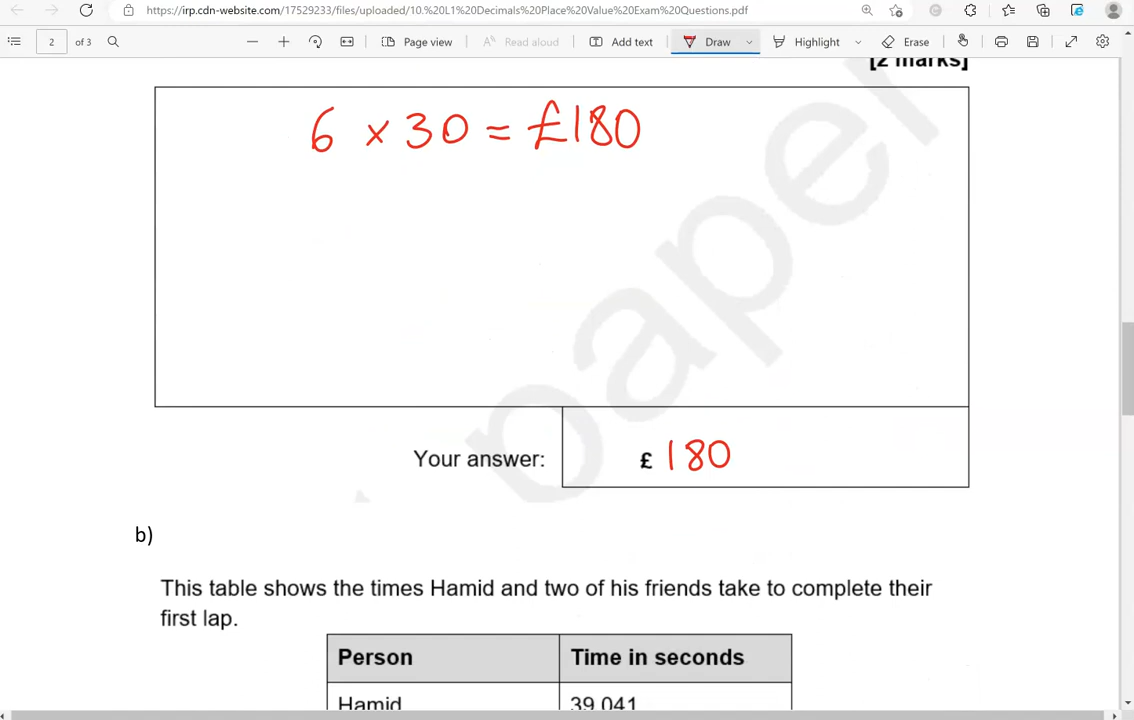 https://irp.cdn-website.com/17529233/files/uploaded/10.%20L1%20Decimals%20Place%20Value%20Exam%20Questions.pdf
2 of 3 Page view Read aloud Add text Draw Highlight Erase
[2 marks]
6 × 30 = £180
paper
Your answer: £ 180
b)
This table shows the times Hamid and two of his friends take to complete their
first lap.
Person Time in seconds
Hamid 39.041